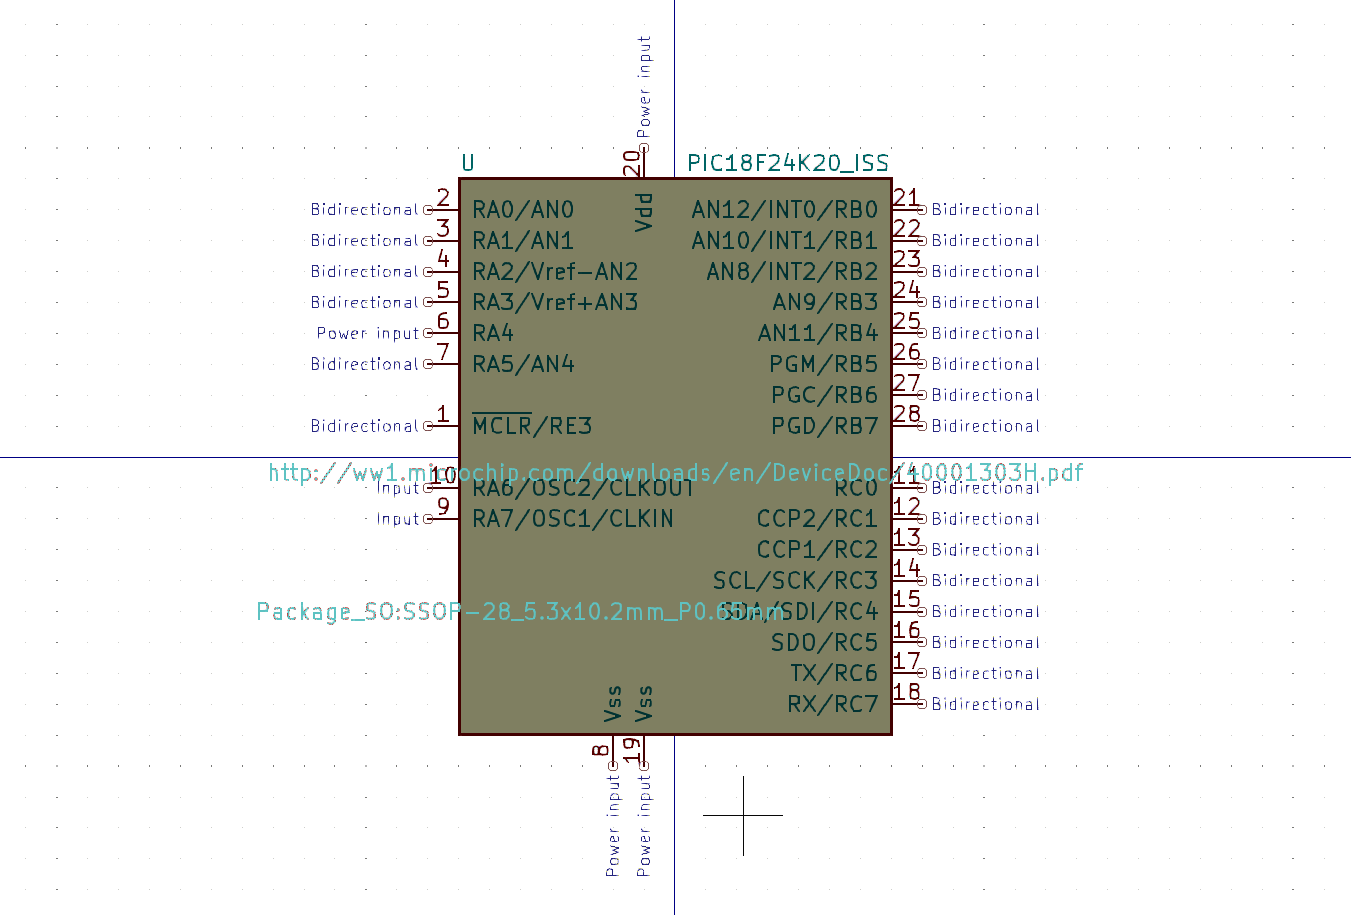 Power input
20
U
PIC18F24K20_ISS
Vdd
Bidirectional 2 RA0/AN0 AN12/INT0/RB0 21 Bidirectional
Bidirectional 3 RA1/AN1 AN10/INT1/RB1 22 Bidirectional
Bidirectional 4 RA2/Vref-AN2 AN8/INT2/RB2 23 Bidirectional
Bidirectional 5 RA3/Vref+AN3 AN9/RB3 24 Bidirectional
Power input 6 RA4 AN11/RB4 25 Bidirectional
Bidirectional 7 RA5/AN4 PGM/RB5 26 Bidirectional
PGC/RB6 27 Bidirectional
Bidirectional 1 MCLR/RE3 PGD/RB7 28 Bidirectional
http://ww1.microchip.com/downloads/en/DeviceDoc/40001303H.pdf
Input 10 RA6/OSC2/CLKOUT RC0 11 Bidirectional
Input 9 RA7/OSC1/CLKIN CCP2/RC1 12 Bidirectional
CCP1/RC2 13 Bidirectional
SCL/SCK/RC3 14 Bidirectional
Package_SO:SSOP-28_5.3x10.2mm_P0.65mm
SDA/SDI/RC4 15 Bidirectional
SDO/RC5 16 Bidirectional
TX/RC6 17 Bidirectional
RX/RC7 18 Bidirectional
Vss Vss
8 19
Power input Power input